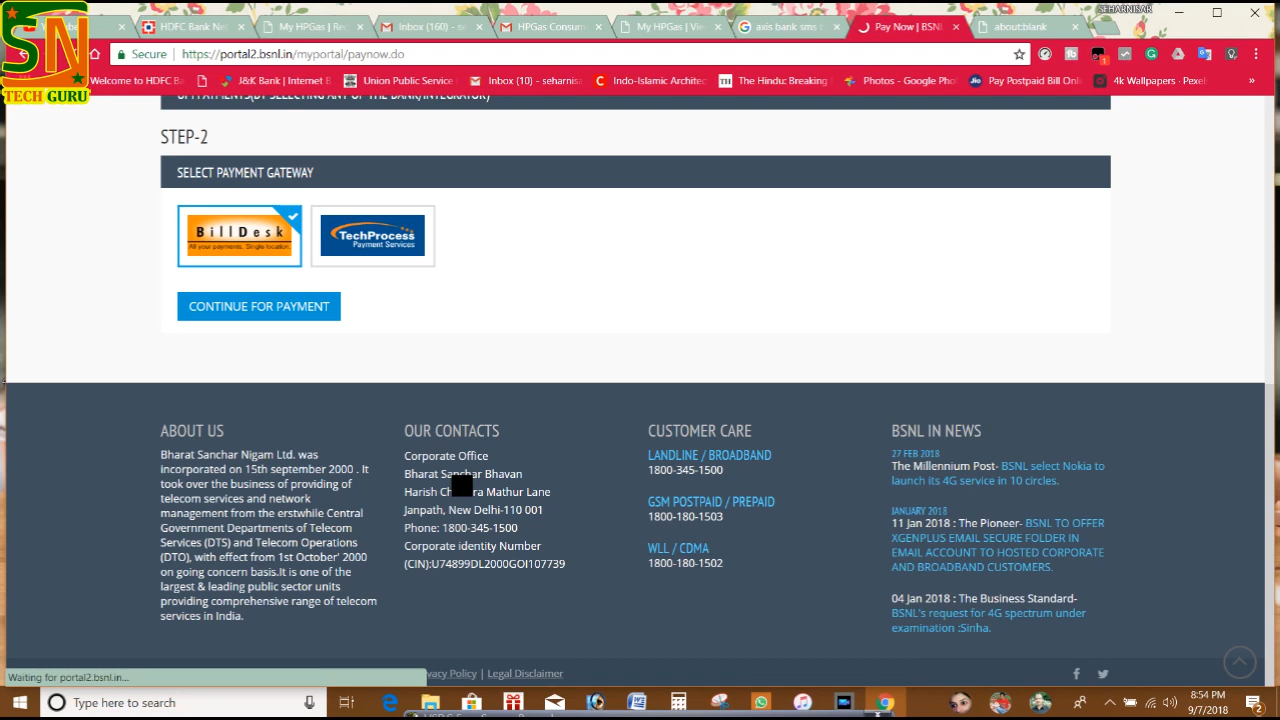 SEHARNISAR
HDFC Bank Ne
My HPGas | Re
Inbox (160) – se
HPGas Consum
My HPGas | Vie
axis bank sms t
Pay Now | BSNL
about:blank
SN
TECH GURU
Secure
https://portal2.bsnl.in/myportal/paynow.do
Welcome to HDFC Ba
J&K Bank | Internet B
Union Public Service
Inbox (10) – seharnisa
Indo-Islamic Architec
The Hindu: Breaking
Photos - Google Phot
Pay Postpaid Bill Onl
4k Wallpapers · Pexel
UPI PAYMENTS(BY SELECTING ANY OF THE BANK/INTEGRATOR)
STEP-2
SELECT PAYMENT GATEWAY
BillDesk
All your payments. Single location.
TechProcess
Payment Services
CONTINUE FOR PAYMENT
ABOUT US
Bharat Sanchar Nigam Ltd. was
incorporated on 15th september 2000 . It
took over the business of providing of
telecom services and network
management from the erstwhile Central
Government Departments of Telecom
Services (DTS) and Telecom Operations
(DTO), with effect from 1st October' 2000
on going concern basis.It is one of the
largest & leading public sector units
providing comprehensive range of telecom
services in India.
OUR CONTACTS
Corporate Office
Bharat Sanchar Bhavan
Harish Ch ra Mathur Lane
Janpath, New Delhi-110 001
Phone: 1800-345-1500
Corporate identity Number
(CIN):U74899DL2000GOI107739
CUSTOMER CARE
LANDLINE / BROADBAND
1800-345-1500
GSM POSTPAID / PREPAID
1800-180-1503
WLL / CDMA
1800-180-1502
BSNL IN NEWS
27 FEB 2018
The Millennium Post- BSNL select Nokia to
launch its 4G service in 10 circles.
JANUARY 2018
11 Jan 2018 : The Pioneer- BSNL TO OFFER
XGENPLUS EMAIL SECURE FOLDER IN
EMAIL ACCOUNT TO HOSTED CORPORATE
AND BROADBAND CUSTOMERS.
04 Jan 2018 : The Business Standard-
BSNL's request for 4G spectrum under
examination :Sinha.
Waiting for portal2.bsnl.in...
vacy Policy | Legal Disclaimer
Type here to search
8:54 PM
9/7/2018